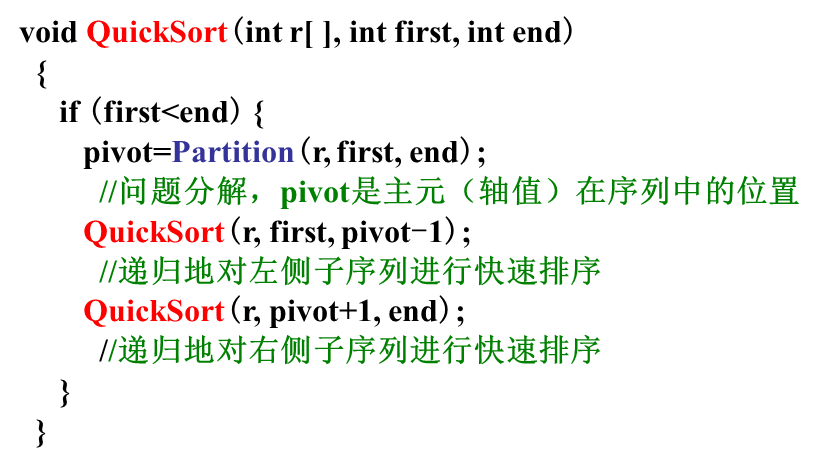 void QuickSort(int r[ ], int first, int end)
{
if (first<end) {
pivot=Partition(r, first, end);
//问题分解，pivot是主元（轴值）在序列中的位置
QuickSort(r, first, pivot-1);
//递归地对左侧子序列进行快速排序
QuickSort(r, pivot+1, end);
//递归地对右侧子序列进行快速排序
}
}